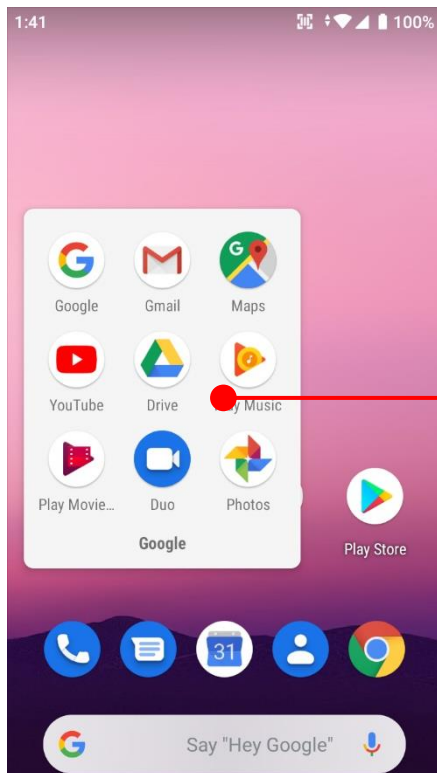 1:41 100%
Google Gmail Maps
YouTube Drive Music
Play Movie... Duo Photos
Google
Play Store
31
Say "Hey Google"